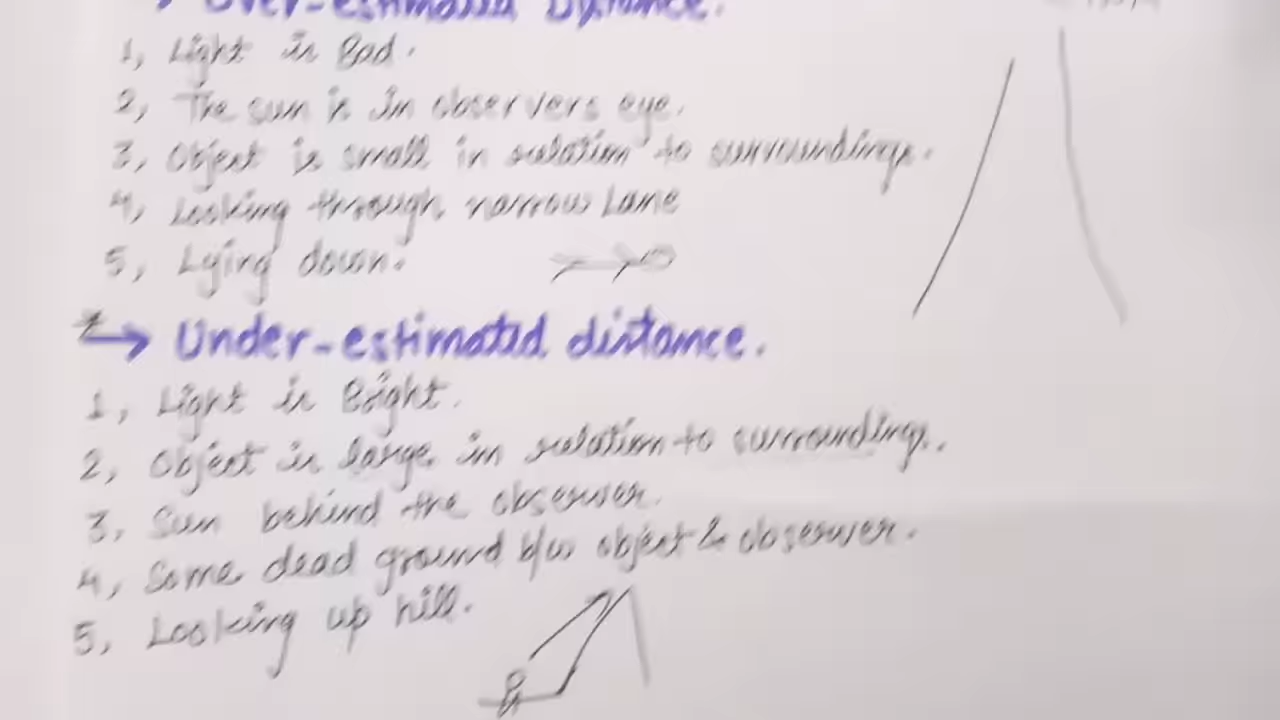 → Over-estimated Distance.
1, Light is Bad.
2, The sun is in observers eye.
3, Object is small in relation to surroundings.
4, Looking through narrow Lane
5, Lying down.
* → Under-estimated distance.
1, Light is Bright.
2, Object is large in relation to surroundings.
3, Sun behind the observer.
4, Some dead ground b/w object & observer.
5, Looking up hill.